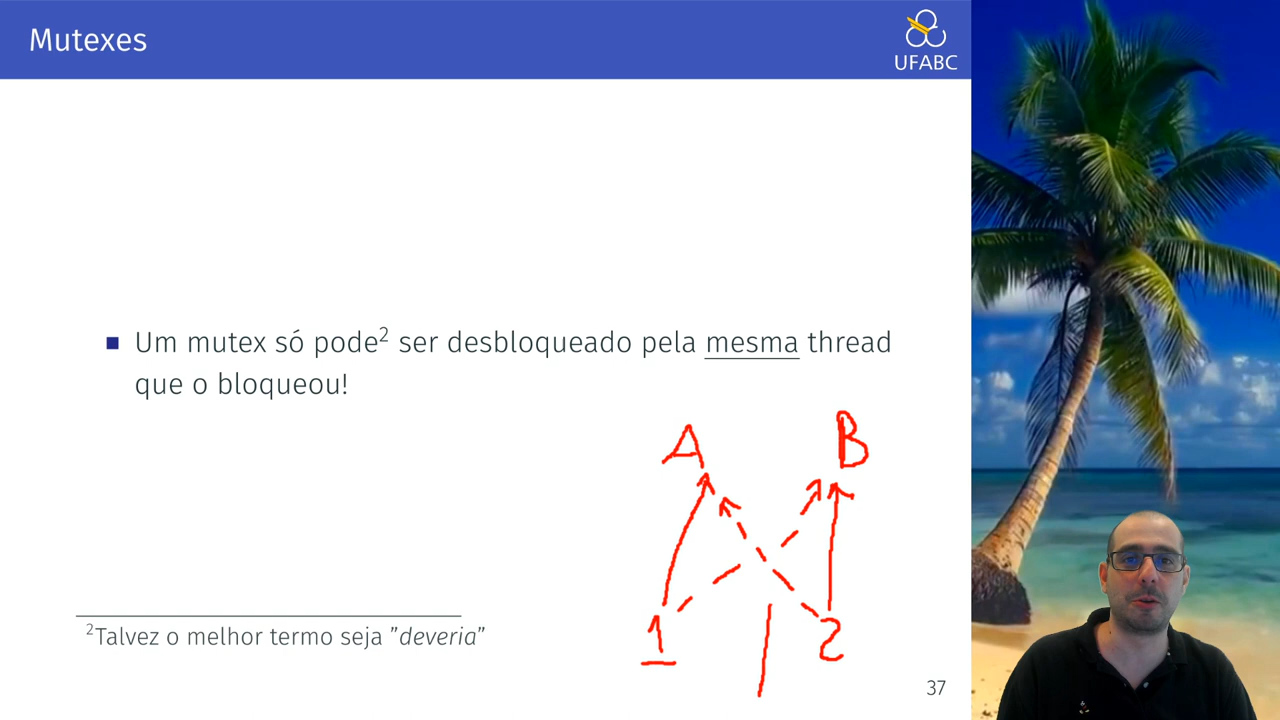 Mutexes
UFABC
Um mutex só pode² ser desbloqueado pela mesma thread
que o bloqueou!
A B
1 2
²Talvez o melhor termo seja ”deveria”
37